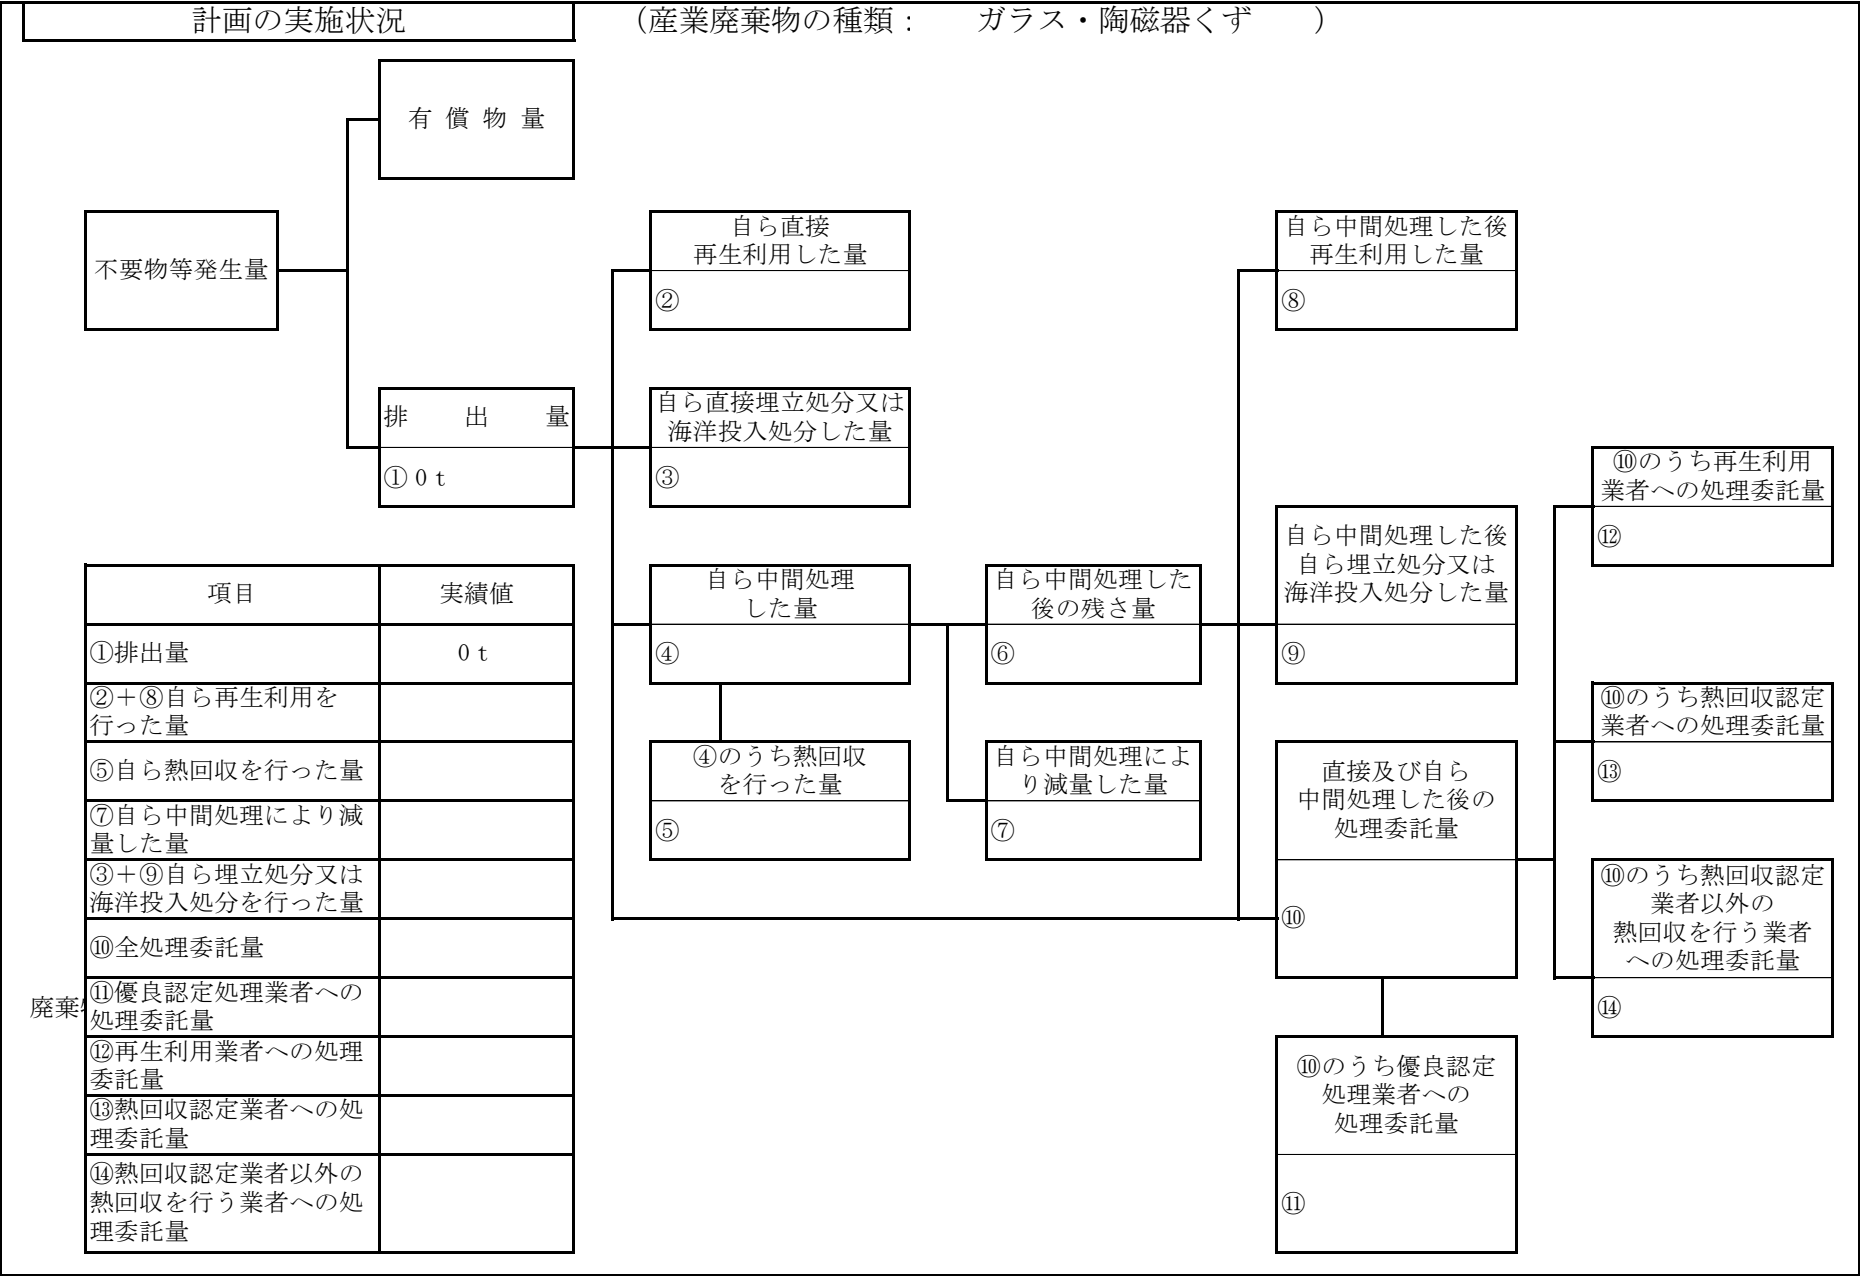 計画の実施状況
（産業廃棄物の種類： ガラス・陶磁器くず ）
有償物量
不要物等発生量
自ら直接
再生利用した量
②
自ら中間処理した後
再生利用した量
⑧
排出量
①0ｔ
自ら直接埋立処分又は
海洋投入処分した量
③
⑩のうち再生利用
業者への処理委託量
⑫
自ら中間処理した後
自ら埋立処分又は
海洋投入処分した量
⑨
自ら中間処理
した量
④
自ら中間処理した
後の残さ量
⑥
④のうち熱回収
を行った量
⑤
自ら中間処理によ
り減量した量
⑦
⑩のうち熱回収認定
業者への処理委託量
⑬
直接及び自ら
中間処理した後の
処理委託量
⑩
⑩のうち熱回収認定
業者以外の
熱回収を行う業者
への処理委託量
⑭
⑩のうち優良認定
処理業者への
処理委託量
⑪
項目 実績値
①排出量 0ｔ
②＋⑧自ら再生利用を
行った量
⑤自ら熱回収を行った量
⑦自ら中間処理により減
量した量
③＋⑨自ら埋立処分又は
海洋投入処分を行った量
⑩全処理委託量
⑪優良認定処理業者への
処理委託量
⑫再生利用業者への処理
委託量
⑬熱回収認定業者への処
理委託量
⑭熱回収認定業者以外の
熱回収を行う業者への処
理委託量
廃棄